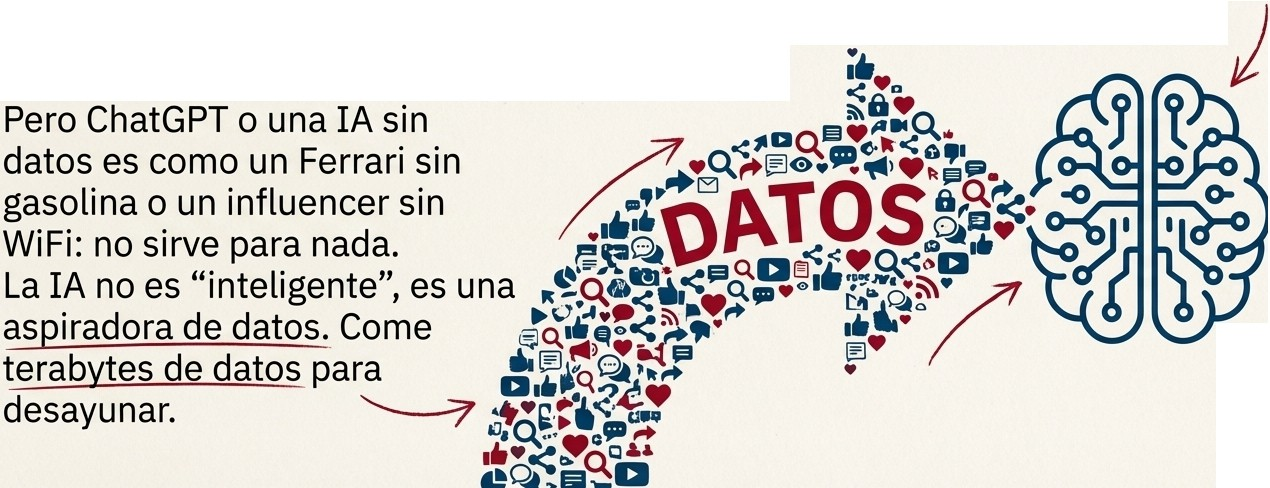 Pero ChatGPT o una IA sin
datos es como un Ferrari sin
gasolina o un influencer sin
WiFi: no sirve para nada.
La IA no es “inteligente”, es una
aspiradora de datos. Come
terabytes de datos para
desayunar.
DATOS